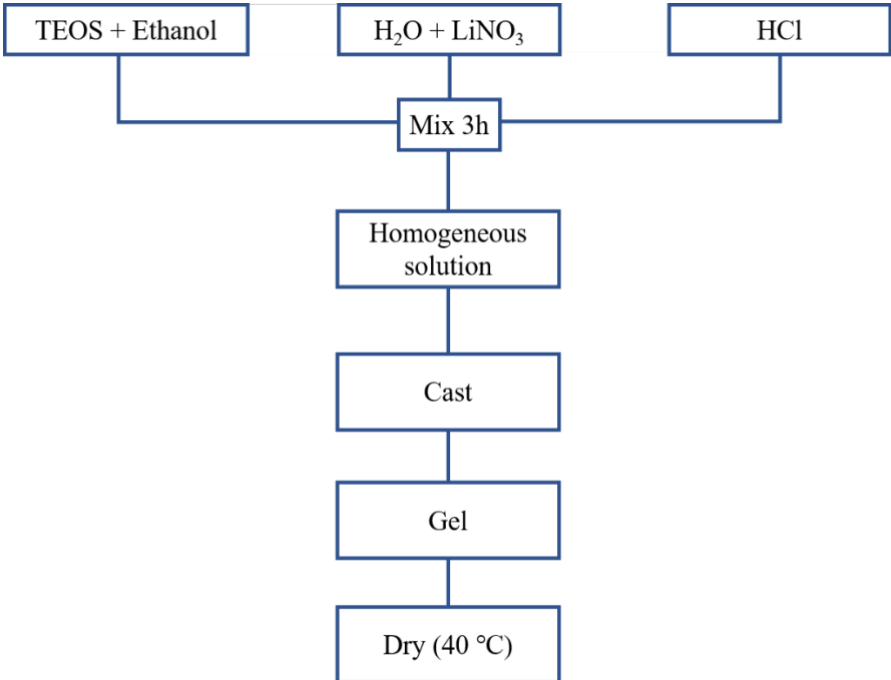 TEOS + Ethanol
H₂O + LiNO₃
HCl
Mix 3h
Homogeneous
solution
Cast
Gel
Dry (40 ℃)